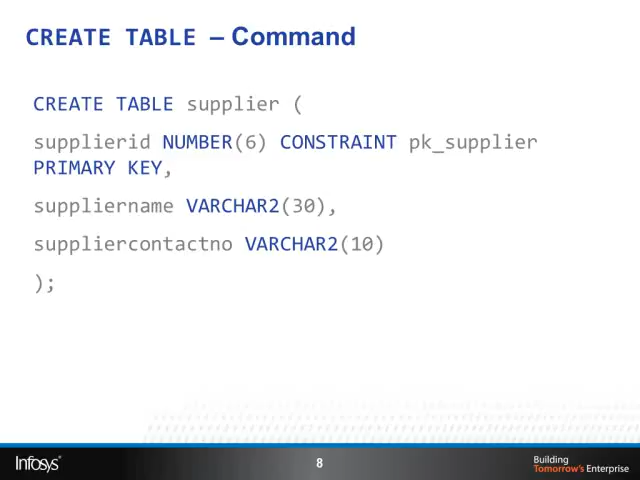 CREATE TABLE – Command
CREATE TABLE supplier (
supplierid NUMBER(6) CONSTRAINT pk_supplier
PRIMARY KEY,
suppliername VARCHAR2(30),
suppliercontactno VARCHAR2(10)
);
Infosys®
8
Building
Tomorrow's Enterprise